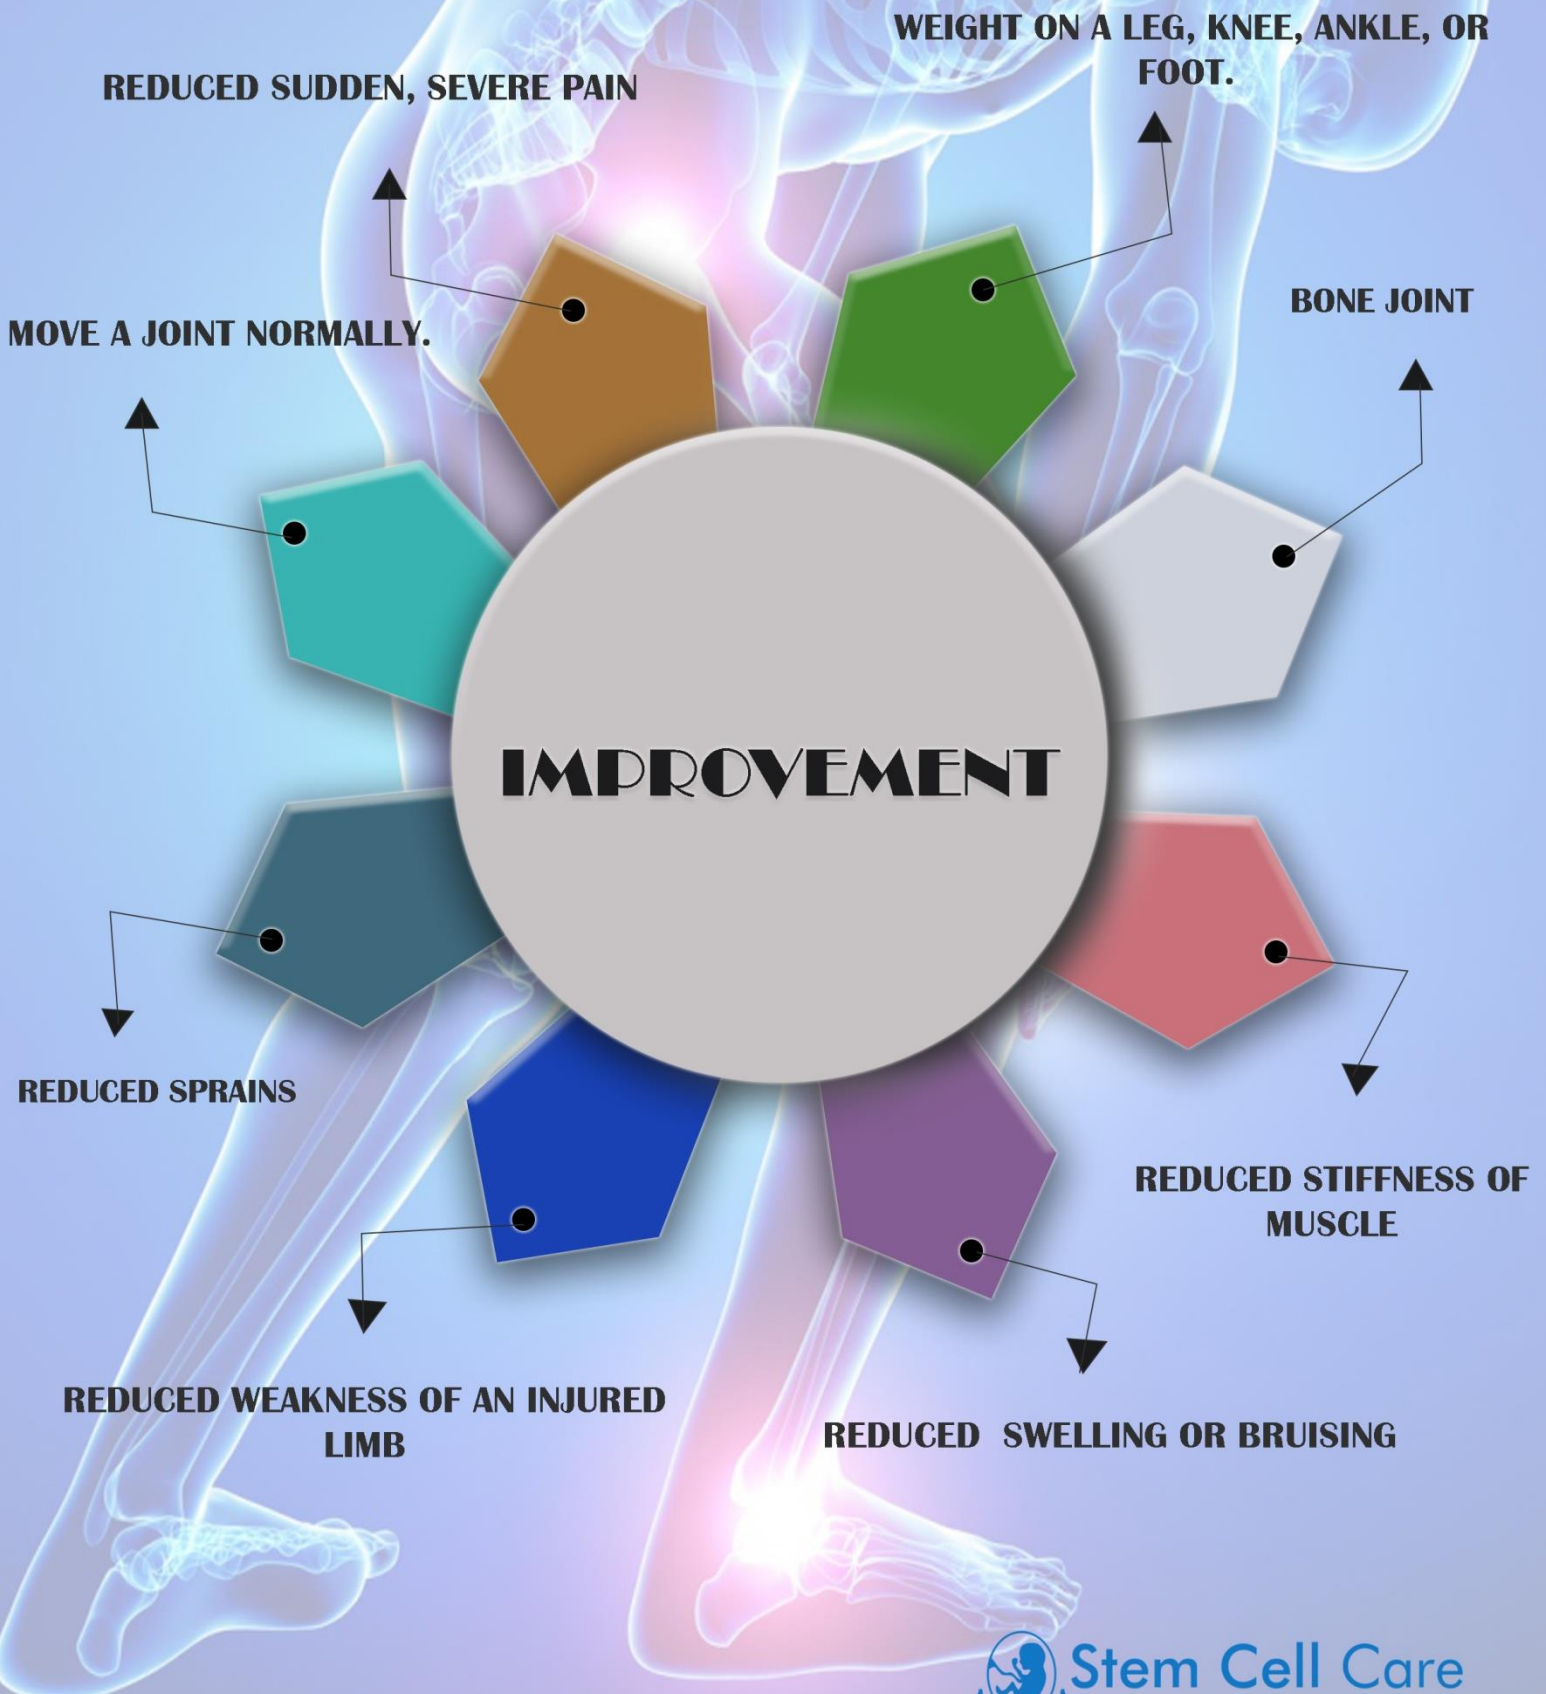 WEIGHT ON A LEG, KNEE, ANKLE, OR
FOOT.
REDUCED SUDDEN, SEVERE PAIN
BONE JOINT
MOVE A JOINT NORMALLY.
IMPROVEMENT
REDUCED SPRAINS
REDUCED STIFFNESS OF
MUSCLE
REDUCED WEAKNESS OF AN INJURED
LIMB
REDUCED  SWELLING OR BRUISING
Stem Cell Care